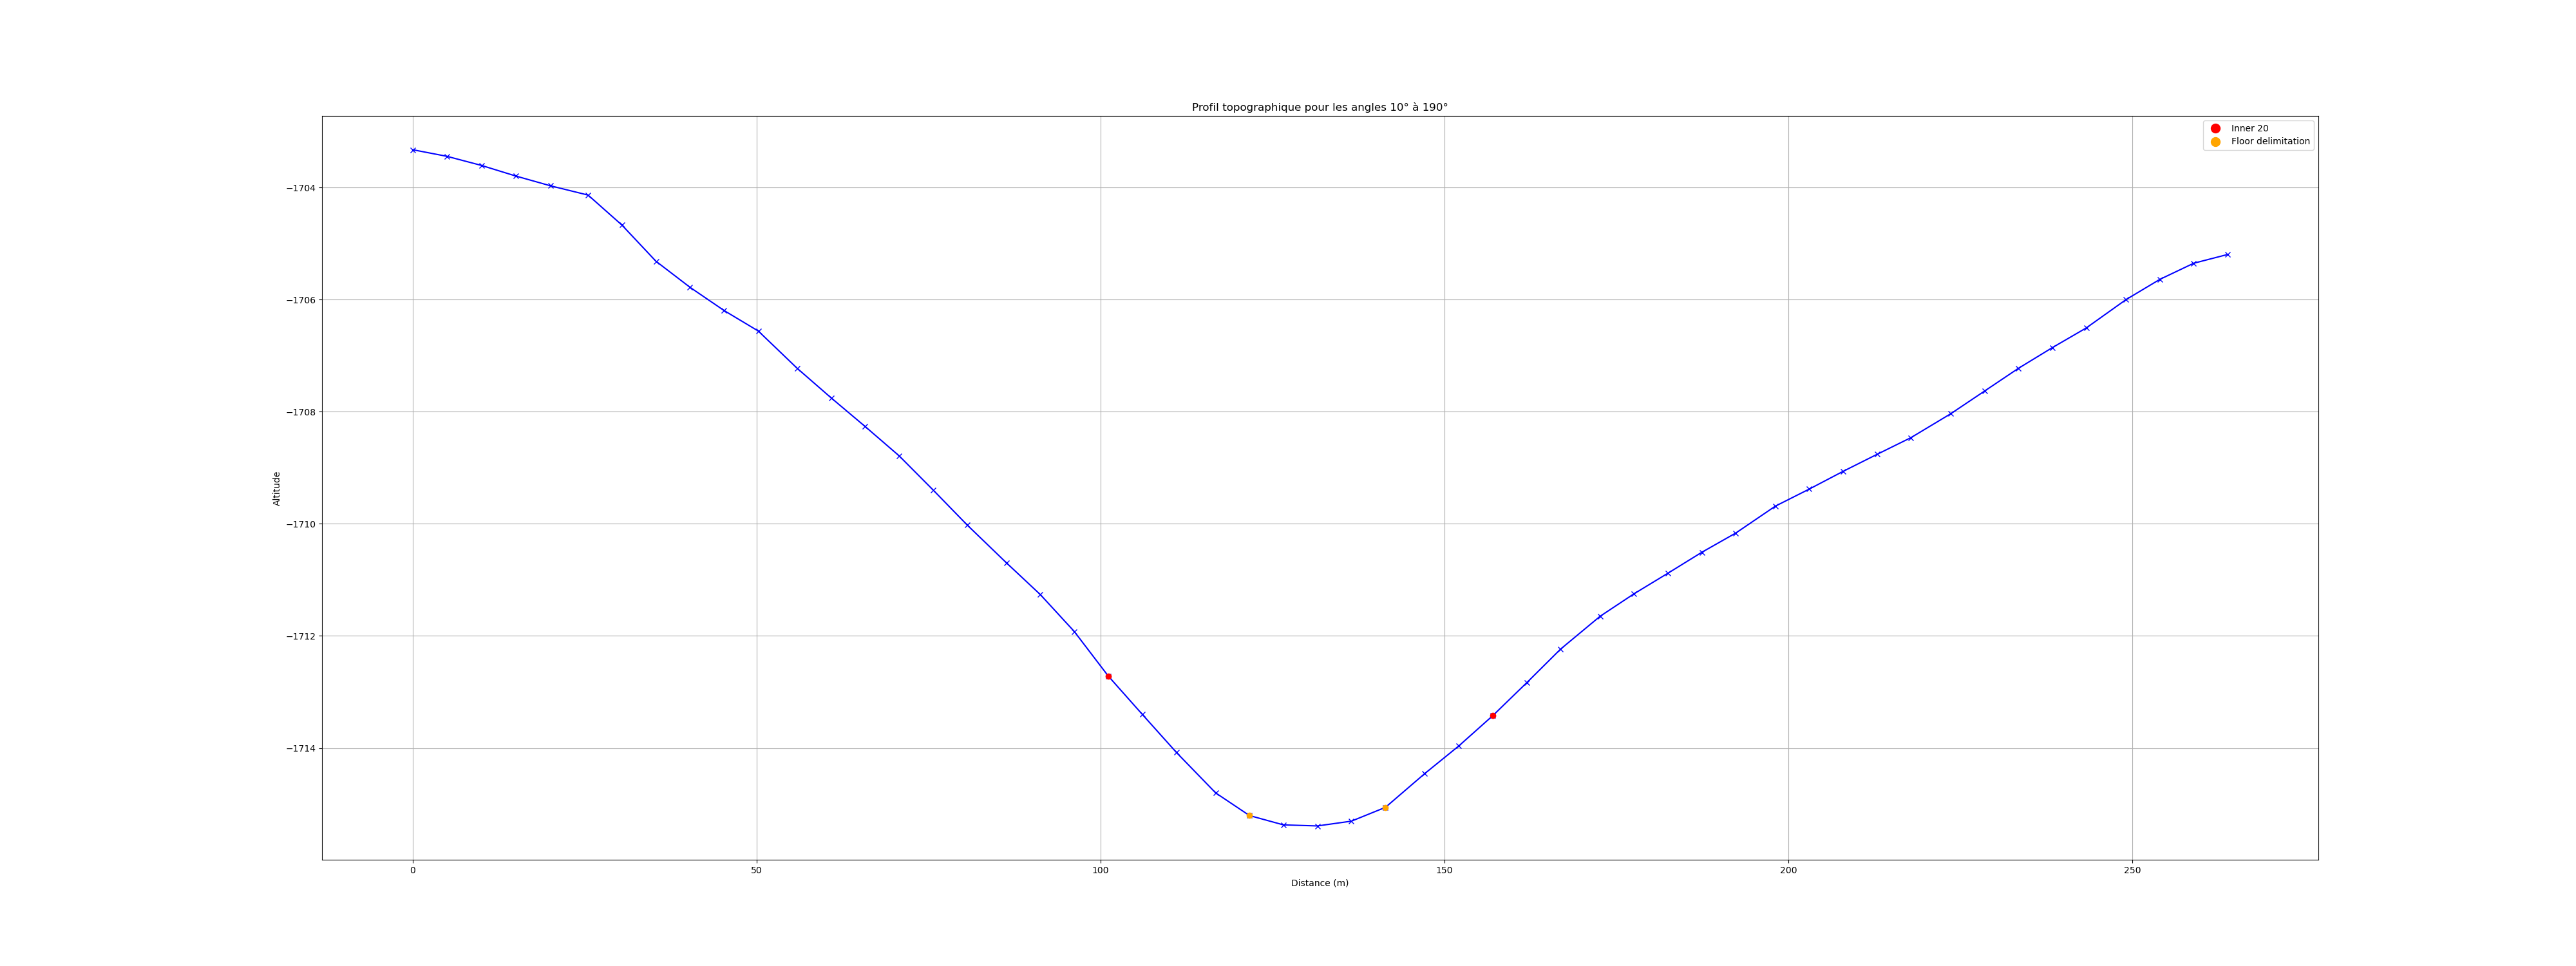 Profil topographique pour les angles 10° à 190°
Inner 20
Floor delimitation
−1704
−1706
−1708
−1710
−1712
−1714
Altitude
0
50
100
150
200
250
Distance (m)